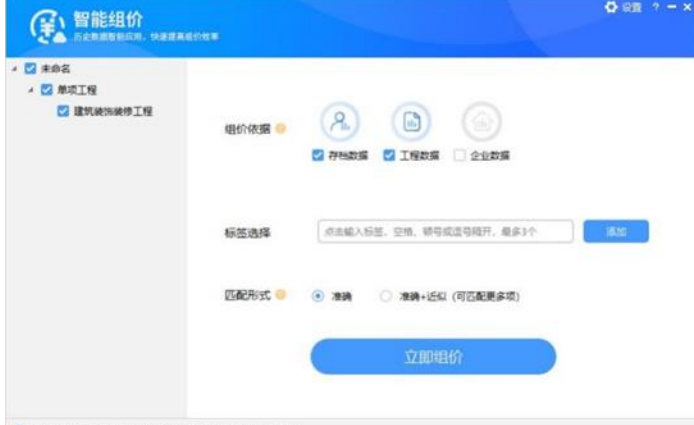 智能组价
历史数据智能应用，快速提高组价效率
设置 ?
未命名
单项工程
建筑装饰装修工程
组价依据
存档数据 工程数据 企业数据
标签选择 点击输入标签，空格、顿号或逗号隔开，最多3个 添加
匹配形式 准确 准确+近似（可匹配更多项）
立即组价